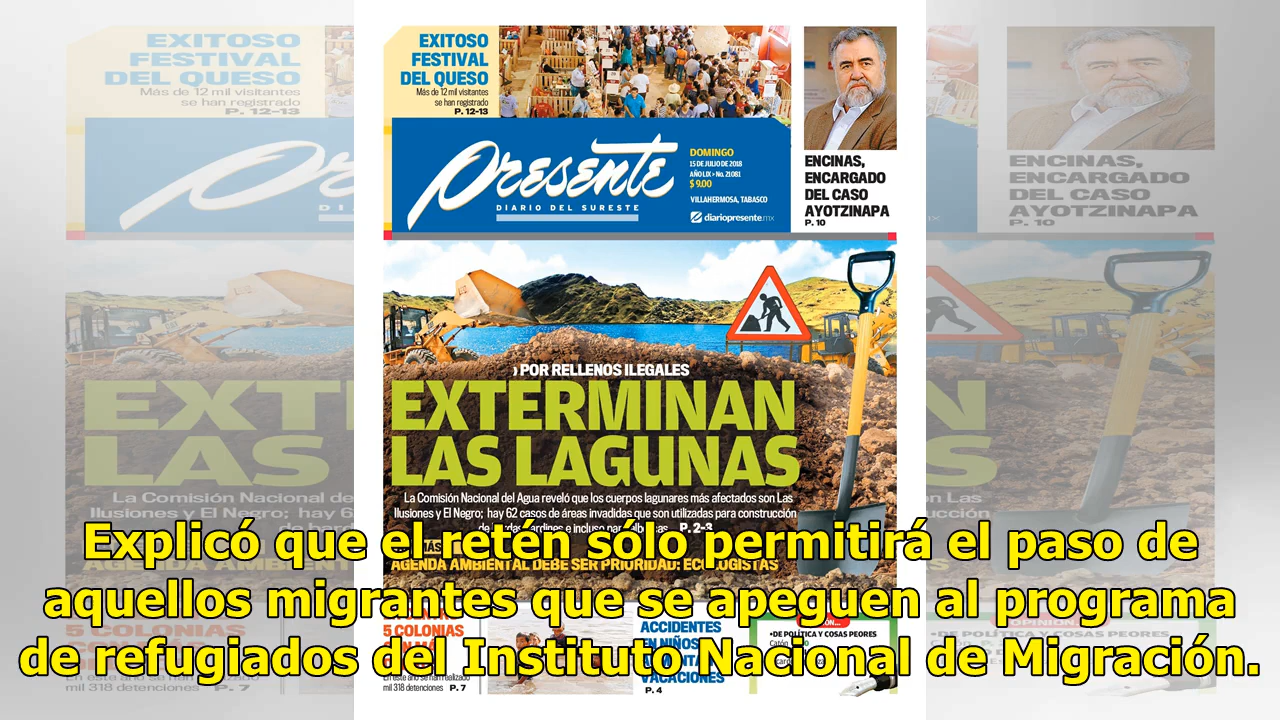 EXITOSO
FESTIVAL
DEL QUESO
Más de 12 mil visitantes
se han registrado
P. 12-13
Presente
DIARIO DEL SURESTE
DOMINGO
15 DE JULIO DE 2018
AÑO LIX • No. 21081
$ 9.00
VILLAHERMOSA, TABASCO
diariopresente.mx
ENCINAS,
ENCARGADO
DEL CASO
AYOTZINAPA
P. 10
› POR RELLENOS ILEGALES
EXTERMINAN
LAS LAGUNAS
La Comisión Nacional del Agua reveló que los cuerpos lagunares más afectados son Las
Ilusiones y El Negro; hay 62 casos de áreas invadidas que son utilizadas para construcción
P. 2-3
AGENDA AMBIENTAL DEBE SER PRIORIDAD: ECOLOGISTAS
5 COLONIAS
En este año se han realizado
mil 318 detenciones P. 7
ACCIDENTES
EN NIÑOS
VACACIONES
P. 4
•DE POLÍTICA Y COSAS PEORES
Explicó que el retén sólo permitirá el paso de
aquellos migrantes que se apeguen al programa
de refugiados del Instituto Nacional de Migración.